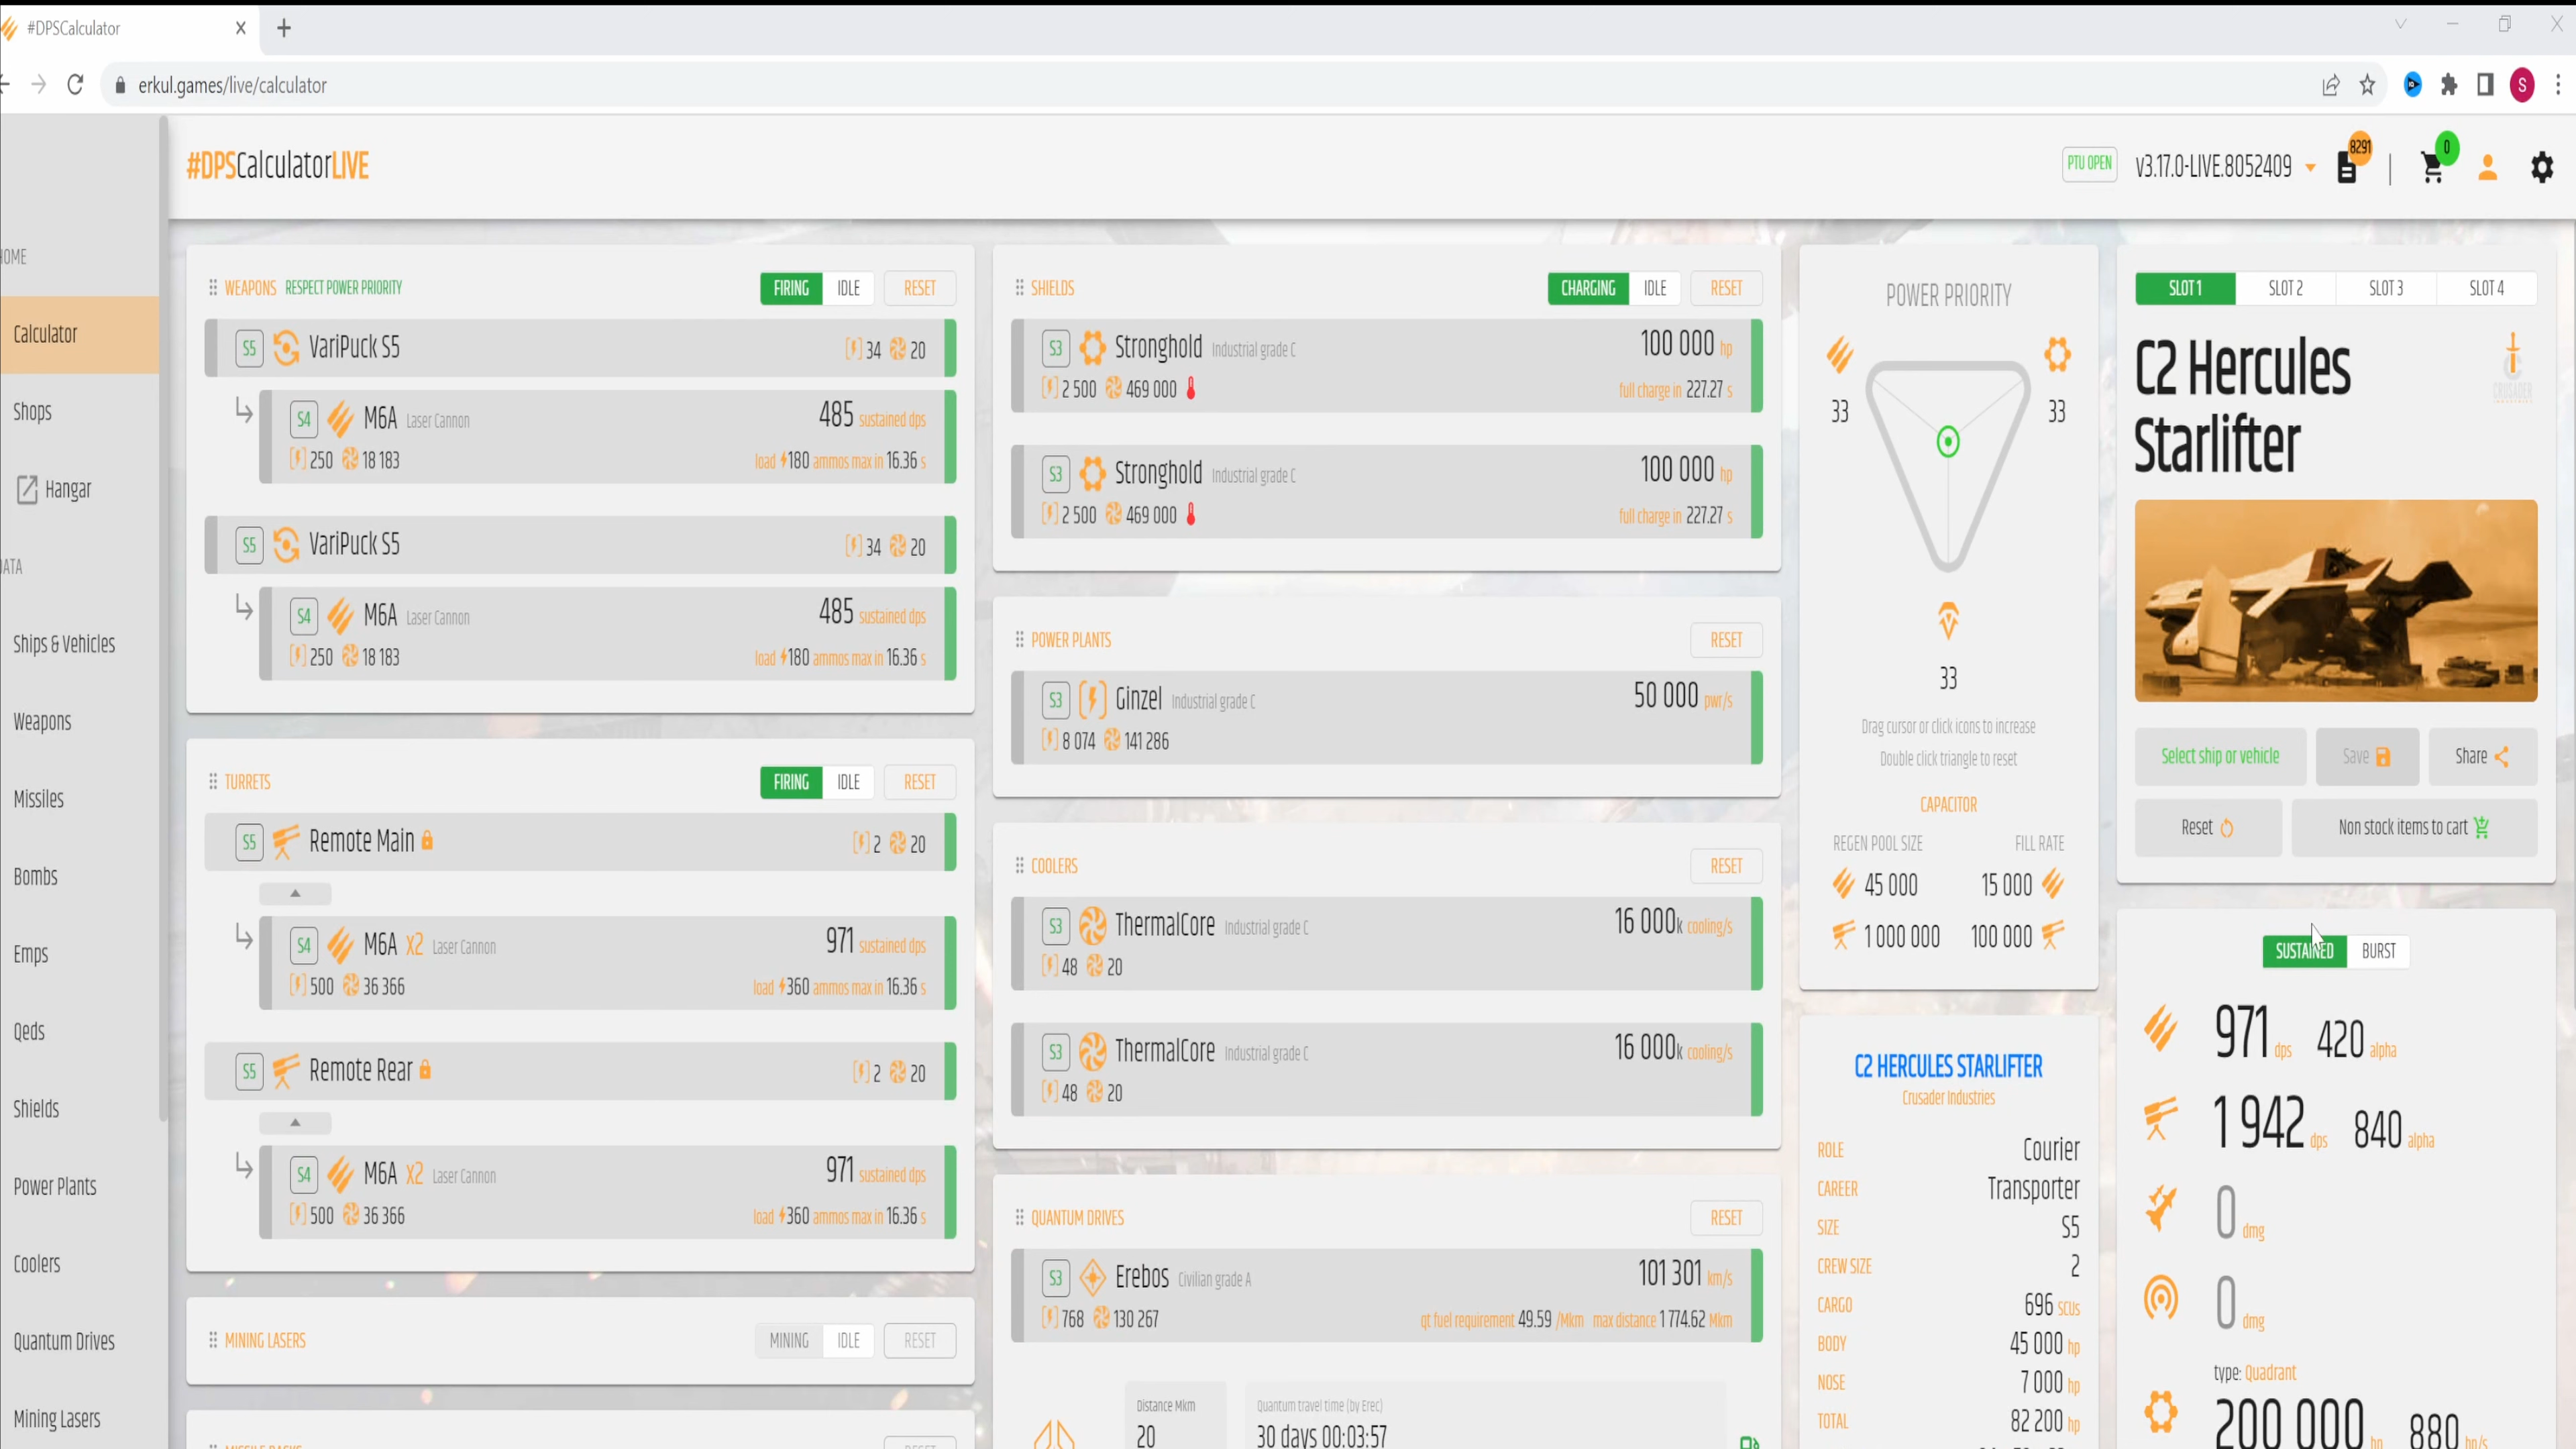 #DPSCalculator
erkul.games/live/calculator
S
#DPSCalculatorLIVE
PTU OPEN
v3.17.0-LIVE.8052409
8291
0
HOME
Calculator
Shops
Hangar
DATA
Ships & Vehicles
Weapons
Missiles
Bombs
Emps
Qeds
Shields
Power Plants
Coolers
Quantum Drives
Mining Lasers
WEAPONS RESPECT POWER PRIORITY FIRING IDLE RESET
S5 VariPuck S5 34 20
S4 M6A Laser Cannon 485 sustained dps
250 18 183 load 180 ammos max in 16.36 s
S5 VariPuck S5 34 20
S4 M6A Laser Cannon 485 sustained dps
250 18 183 load 180 ammos max in 16.36 s
TURRETS FIRING IDLE RESET
S5 Remote Main 2 20
S4 M6A X2 Laser Cannon 971 sustained dps
500 36 366 load 360 ammos max in 16.36 s
S5 Remote Rear 2 20
S4 M6A X2 Laser Cannon 971 sustained dps
500 36 366 load 360 ammos max in 16.36 s
MINING LASERS MINING IDLE RESET
SHIELDS CHARGING IDLE RESET
S3 Stronghold Industrial grade C 100 000 hp
2 500 469 000 full charge in 227.27 s
S3 Stronghold Industrial grade C 100 000 hp
2 500 469 000 full charge in 227.27 s
POWER PLANTS RESET
S3 Ginzel Industrial grade C 50 000 pwr/s
8 074 141 286
COOLERS RESET
S3 ThermalCore Industrial grade C 16 000k cooling/s
48 20
S3 ThermalCore Industrial grade C 16 000k cooling/s
48 20
QUANTUM DRIVES RESET
S3 Erebos Civilian grade A 101 301 km/s
768 130 267 qt fuel requirement 49.59 /Mkm max distance 1 774.62 Mkm
Distance Mkm Quantum travel time (by Erec)
20 30 days 00:03:57
POWER PRIORITY
33 33
33
Drag cursor or click icons to increase
Double click triangle to reset
CAPACITOR
REGEN POOL SIZE FILL RATE
45 000 15 000
1 000 000 100 000
C2 HERCULES STARLIFTER
Crusader Industries
ROLE Courier
CAREER Transporter
SIZE S5
CREW SIZE 2
CARGO 696 SCUs
BODY 45 000 hp
NOSE 7 000 hp
TOTAL 82 200 hp
SLOT 1 SLOT 2 SLOT 3 SLOT 4
C2 Hercules
Starlifter
CRUSADER
Select ship or vehicle Save Share
Reset Non stock items to cart
SUSTAINED BURST
971 dps 420 alpha
1 942 dps 840 alpha
0 dmg
0 dmg
type: Quadrant
200 000 hp 880 hp/s